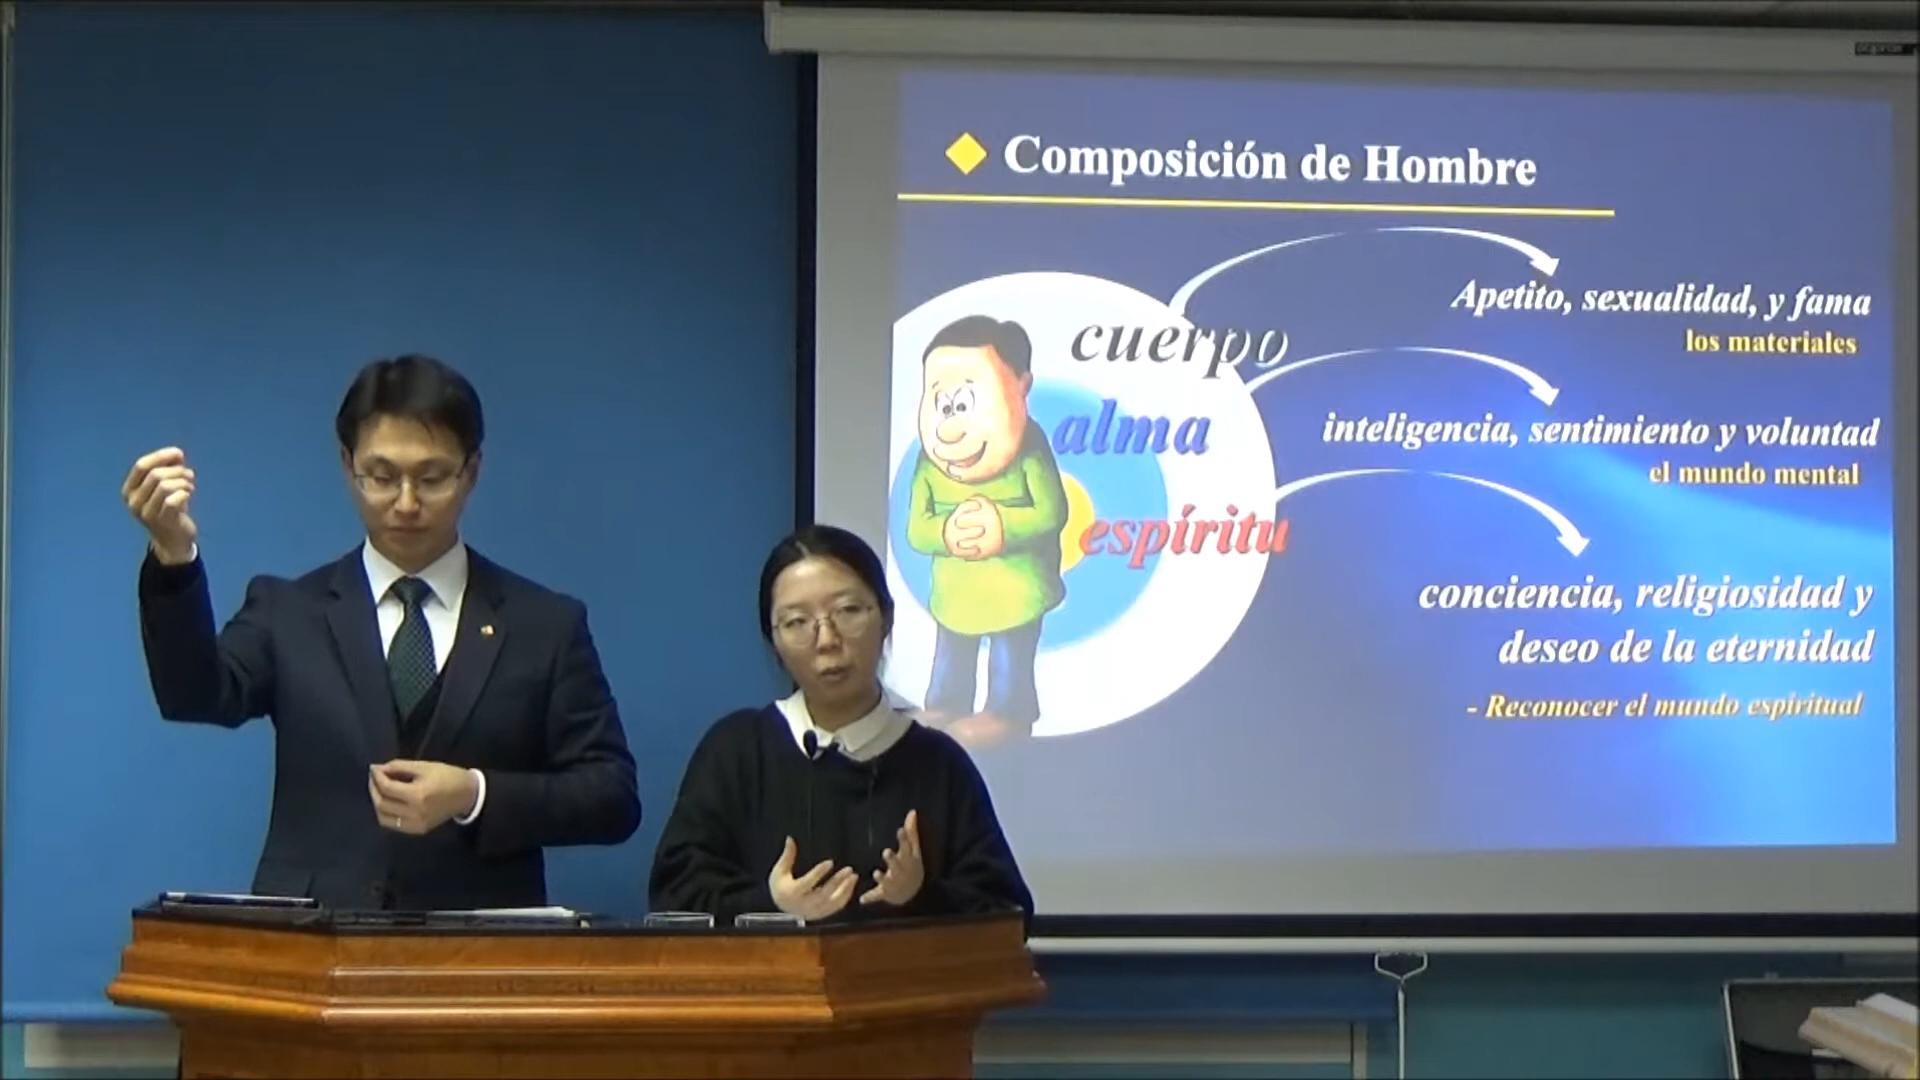 Composición de Hombre
cuerpo
alma
espíritu
Apetito, sexualidad, y fama
los materiales
inteligencia, sentimiento y voluntad
el mundo mental
conciencia, religiosidad y
deseo de la eternidad
- Reconocer el mundo espiritual